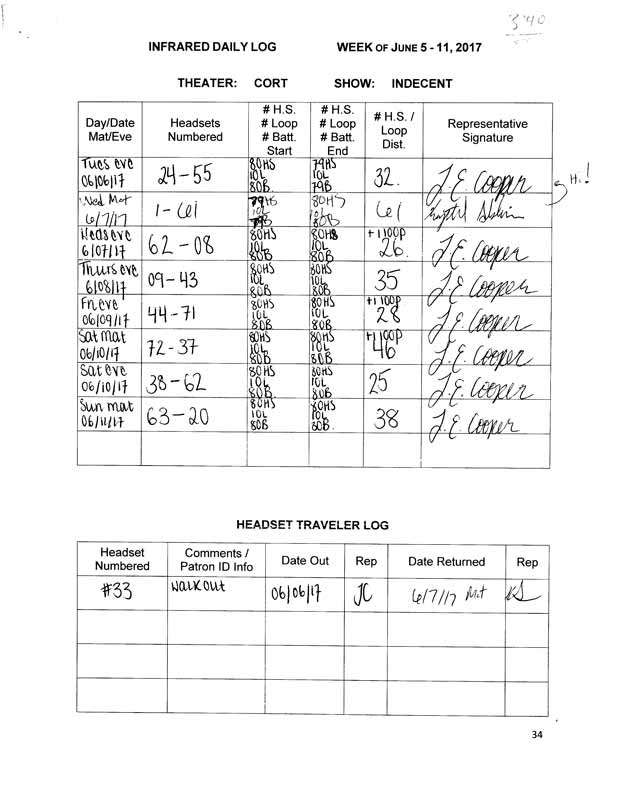 340
INFRARED DAILY LOG WEEK OF JUNE 5 - 11, 2017
THEATER: CORT SHOW: INDECENT
Day/Date Mat/Eve Headsets Numbered # H.S. # Loop # Batt. Start # H.S. # Loop # Batt. End # H.S. / Loop Dist. Representative Signature
Tues eve 06/06/17 24-55 80HS 10L 80B 79HS 10L 79B 32. J.E. Cooper Hi!
Wed Mat 6/7/17 1-61 79HS 10L 79B 80HS 10L 80B 61
Weds eve 6/07/17 62-08 80HS 10L 80B 80HS 10L 80B +1 loop 26. J.E. Cooper
Thurs eve 6/08/17 09-43 80HS 10L 80B 80HS 10L 80B 35 J.E. Cooper
Fri eve 06/09/17 44-71 80HS 10L 80B 80HS 10L 80B +1 loop 28 J.E. Cooper
Sat mat 06/10/17 72-37 80HS 10L 80B 80HS 10L 80B +1 loop 46 J.E. Cooper
Sat eve 06/10/17 38-62 80HS 10L 80B 80HS 10L 80B 25 J.E. Cooper
Sun mat 06/11/17 63-20 80HS 10L 80B 80HS 10L 80B. 38 J.E. Cooper
HEADSET TRAVELER LOG
Headset Numbered Comments / Patron ID Info Date Out Rep Date Returned Rep
#33 walkout 06/06/17 JC 6/7/17 Mat KS
34